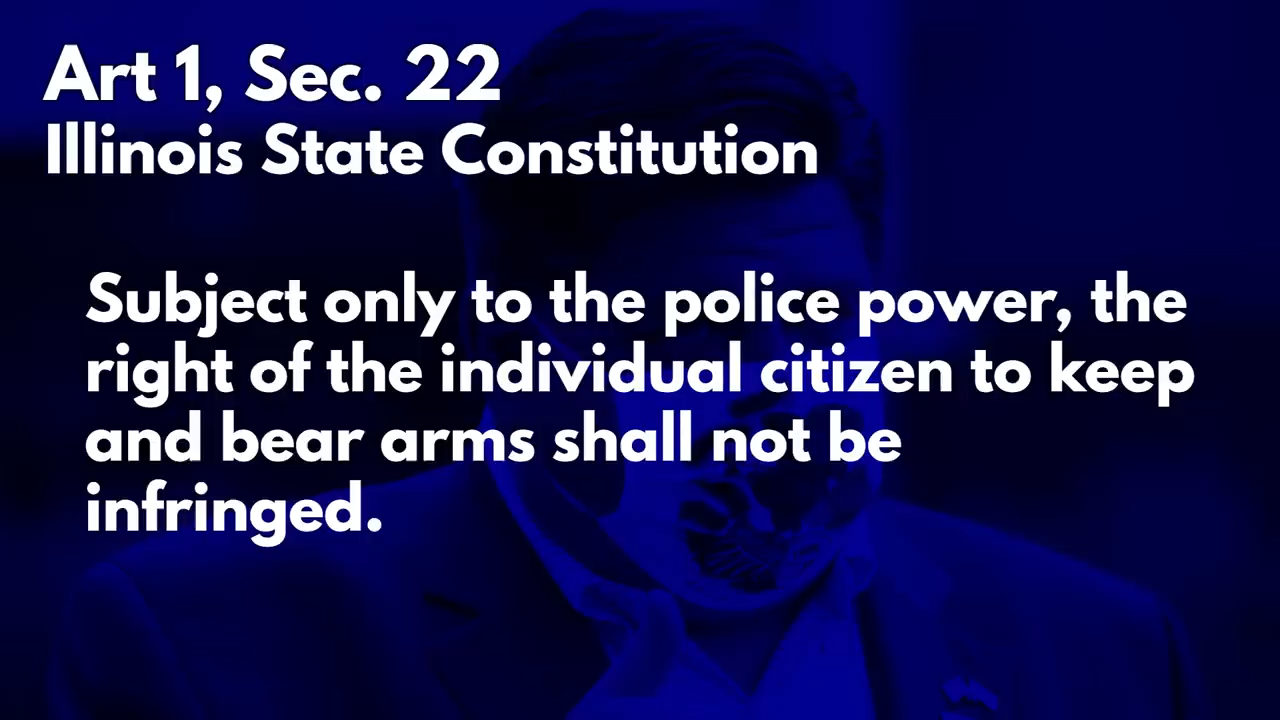 Art 1, Sec. 22
Illinois State Constitution
Subject only to the police power, the
right of the individual citizen to keep
and bear arms shall not be
infringed.